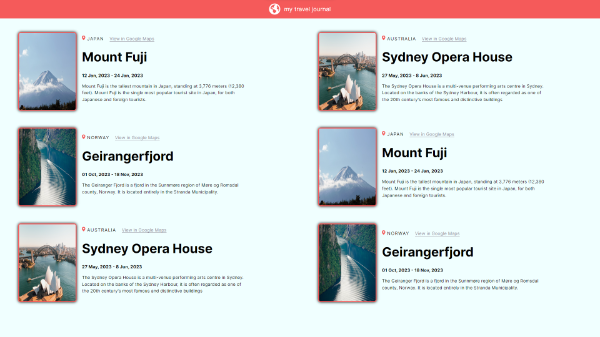 my travel journal
JAPAN View in Google Maps
Mount Fuji
12 Jan, 2023 - 24 Jan, 2023
Mount Fuji is the tallest mountain in Japan, standing at 3,776 meters (12,380
feet). Mount Fuji is the single most popular tourist site in Japan, for both
Japanese and foreign tourists.
AUSTRALIA View in Google Maps
Sydney Opera House
27 May, 2023 - 8 Jun, 2023
The Sydney Opera House is a multi-venue performing arts centre in Sydney.
Located on the banks of the Sydney Harbour, it is often regarded as one of
the 20th century's most famous and distinctive buildings
NORWAY View in Google Maps
Geirangerfjord
01 Oct, 2023 - 18 Nov, 2023
The Geiranger Fjord is a fjord in the Sunnmøre region of Møre og Romsdal
county, Norway. It is located entirely in the Stranda Municipality.
JAPAN View in Google Maps
Mount Fuji
12 Jan, 2023 - 24 Jan, 2023
Mount Fuji is the tallest mountain in Japan, standing at 3,776 meters (12,380
feet). Mount Fuji is the single most popular tourist site in Japan, for both
Japanese and foreign tourists.
AUSTRALIA View in Google Maps
Sydney Opera House
27 May, 2023 - 8 Jun, 2023
The Sydney Opera House is a multi-venue performing arts centre in Sydney.
Located on the banks of the Sydney Harbour, it is often regarded as one of
the 20th century's most famous and distinctive buildings
NORWAY View in Google Maps
Geirangerfjord
01 Oct, 2023 - 18 Nov, 2023
The Geiranger Fjord is a fjord in the Sunnmøre region of Møre og Romsdal
county, Norway. It is located entirely in the Stranda Municipality.